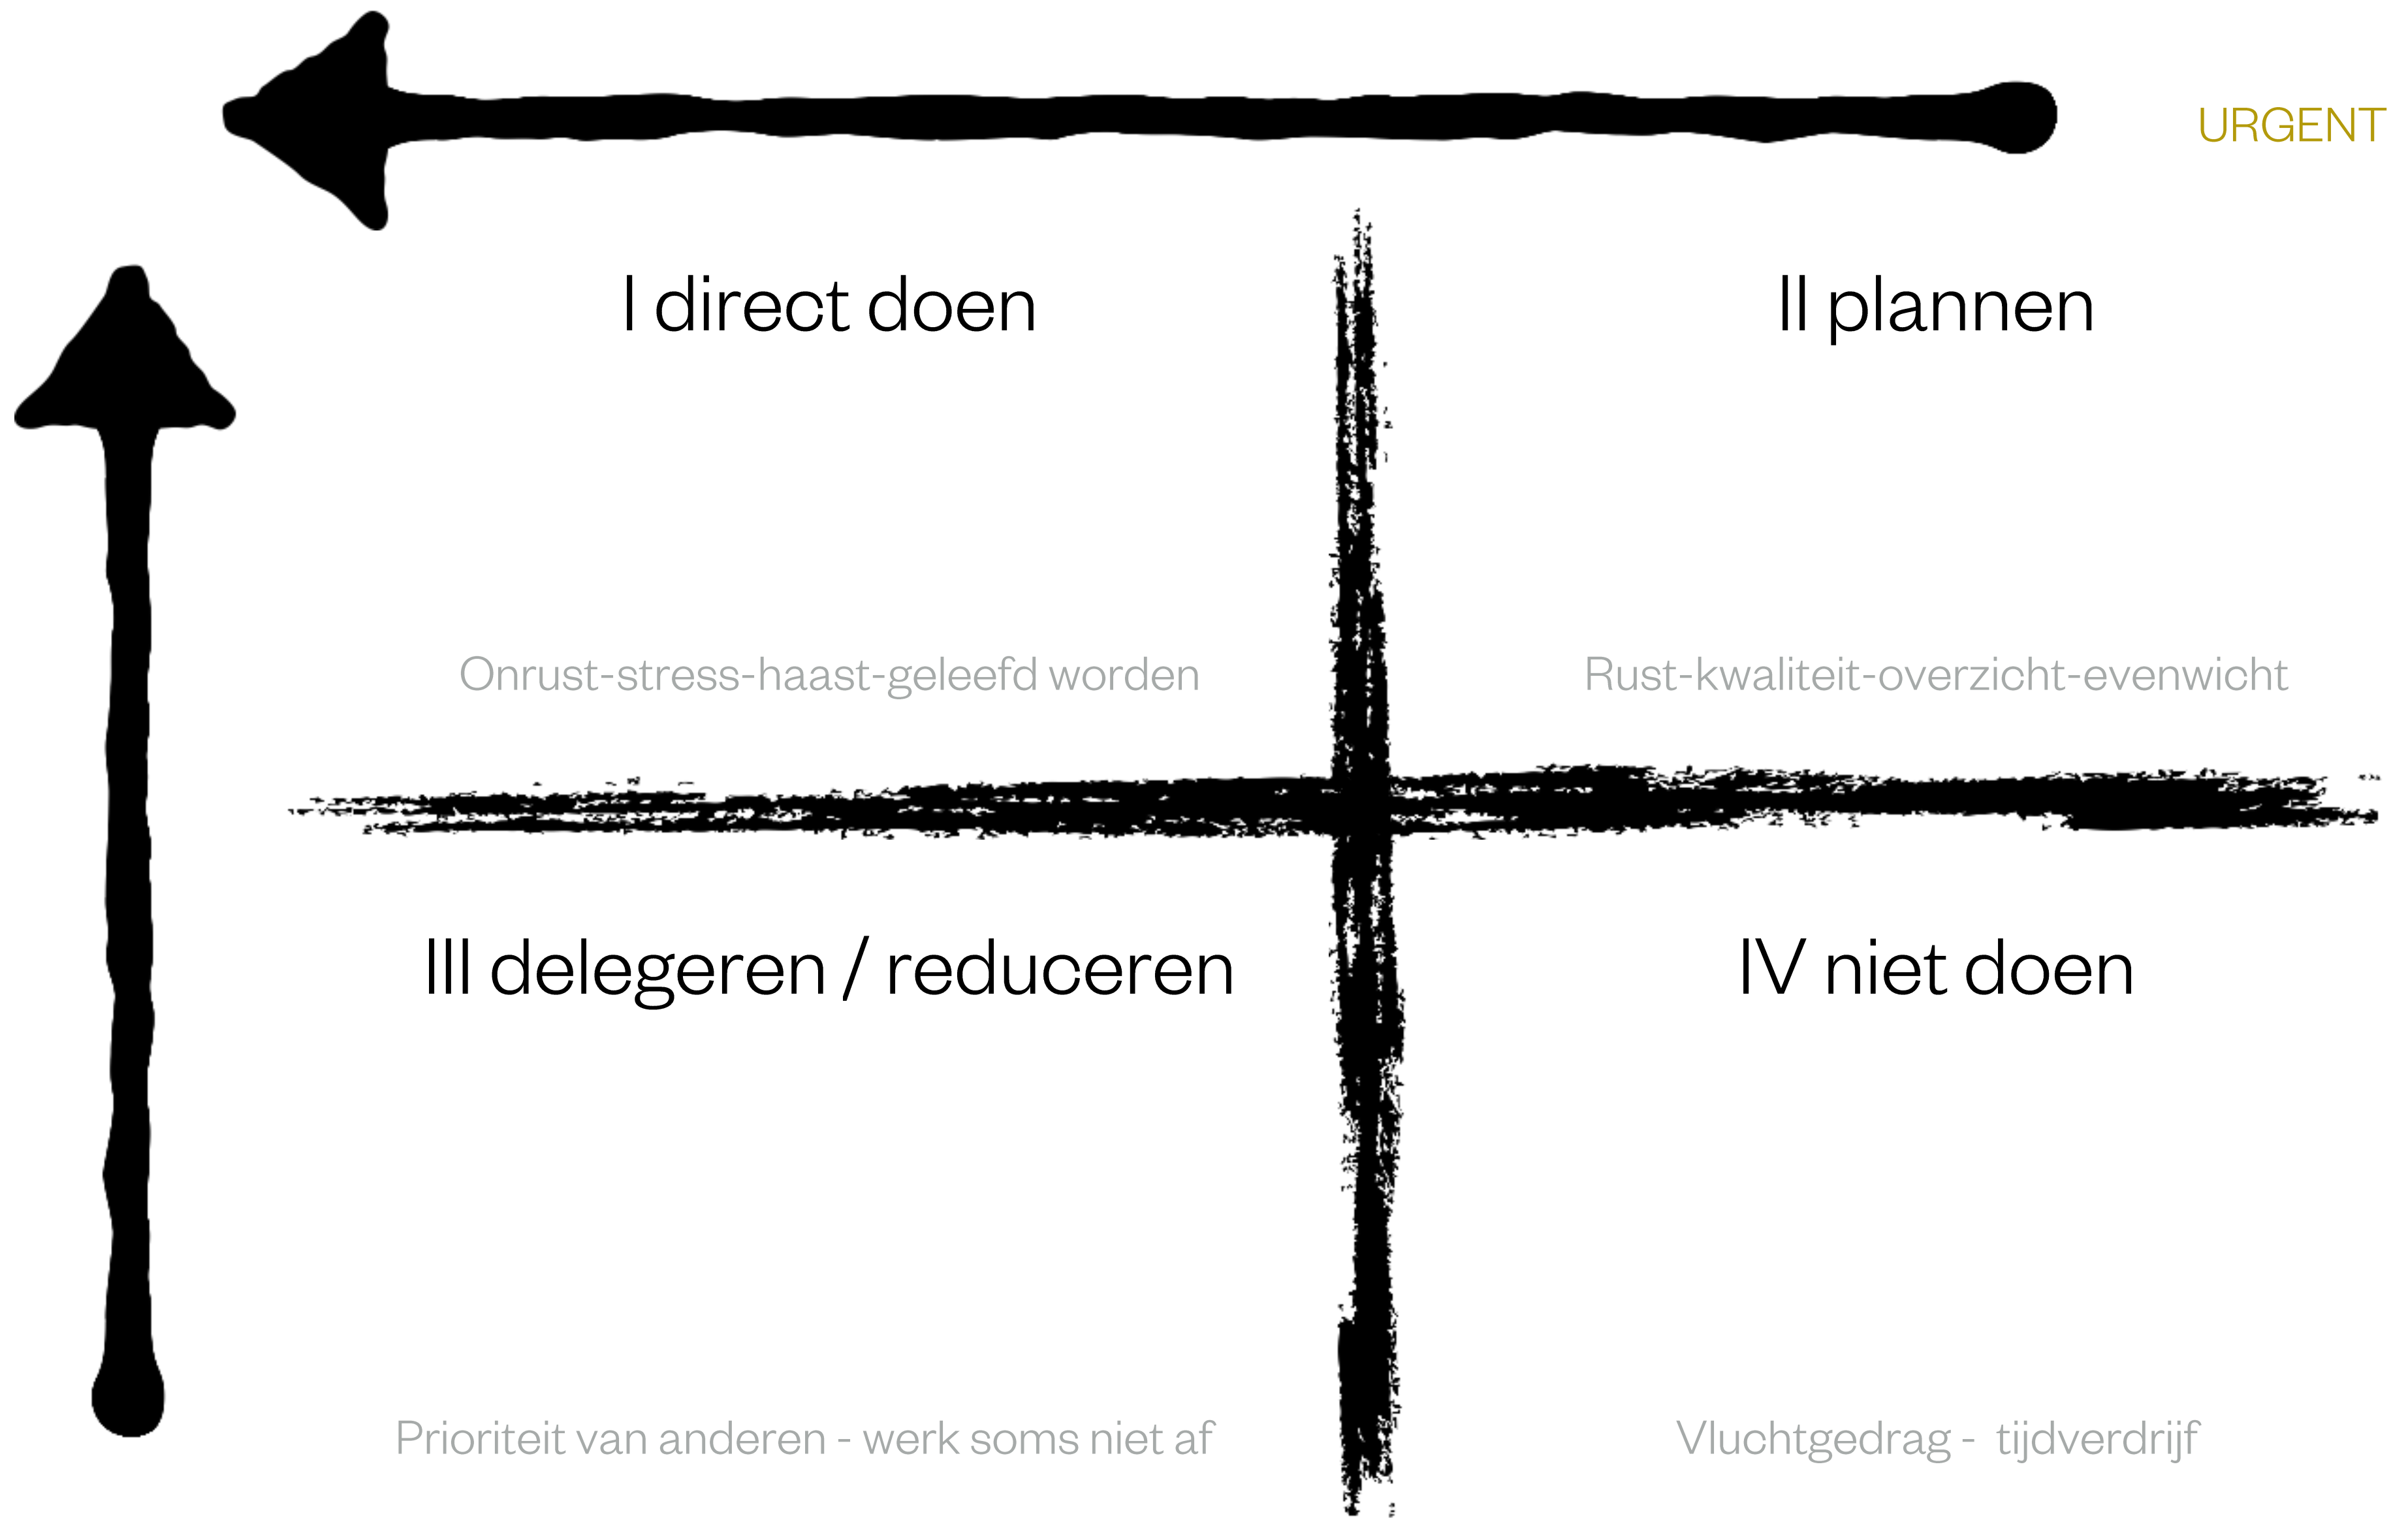 URGENT
I direct doen
II plannen
Onrust-stress-haast-geleefd worden
Rust-kwaliteit-overzicht-evenwicht
III delegeren / reduceren
IV niet doen
Prioriteit van anderen - werk soms niet af
Vluchtgedrag - tijdverdrijf